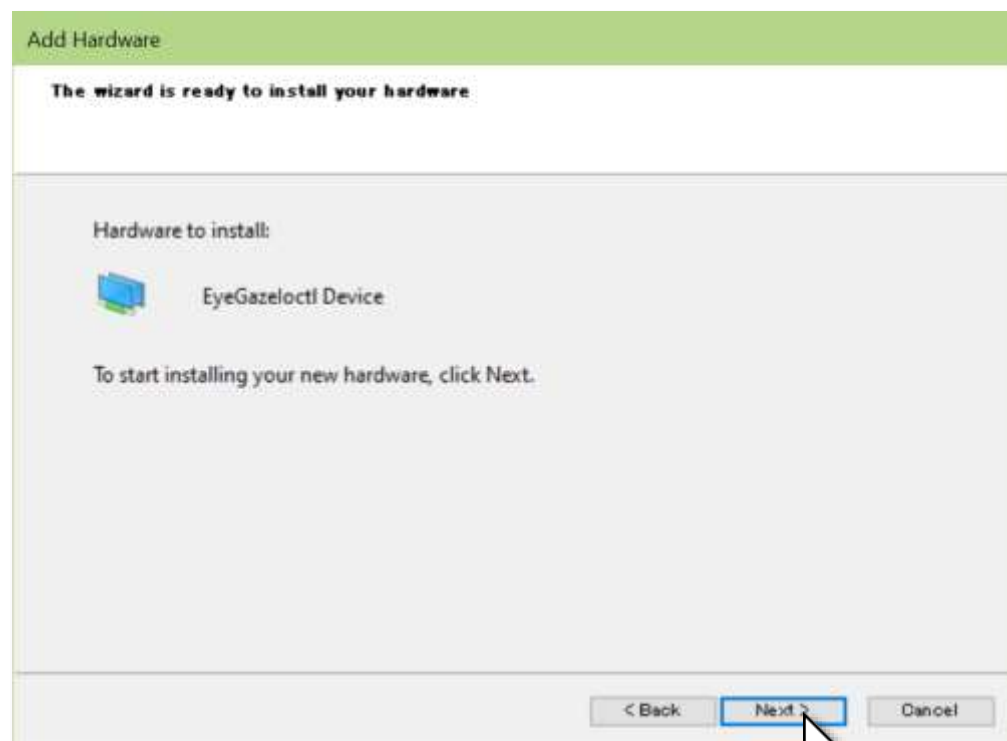 Add Hardware
The wizard is ready to install your hardware
Hardware to install:
EyeGazeIoctl Device
To start installing your new hardware, click Next.
< Back Next > Cancel